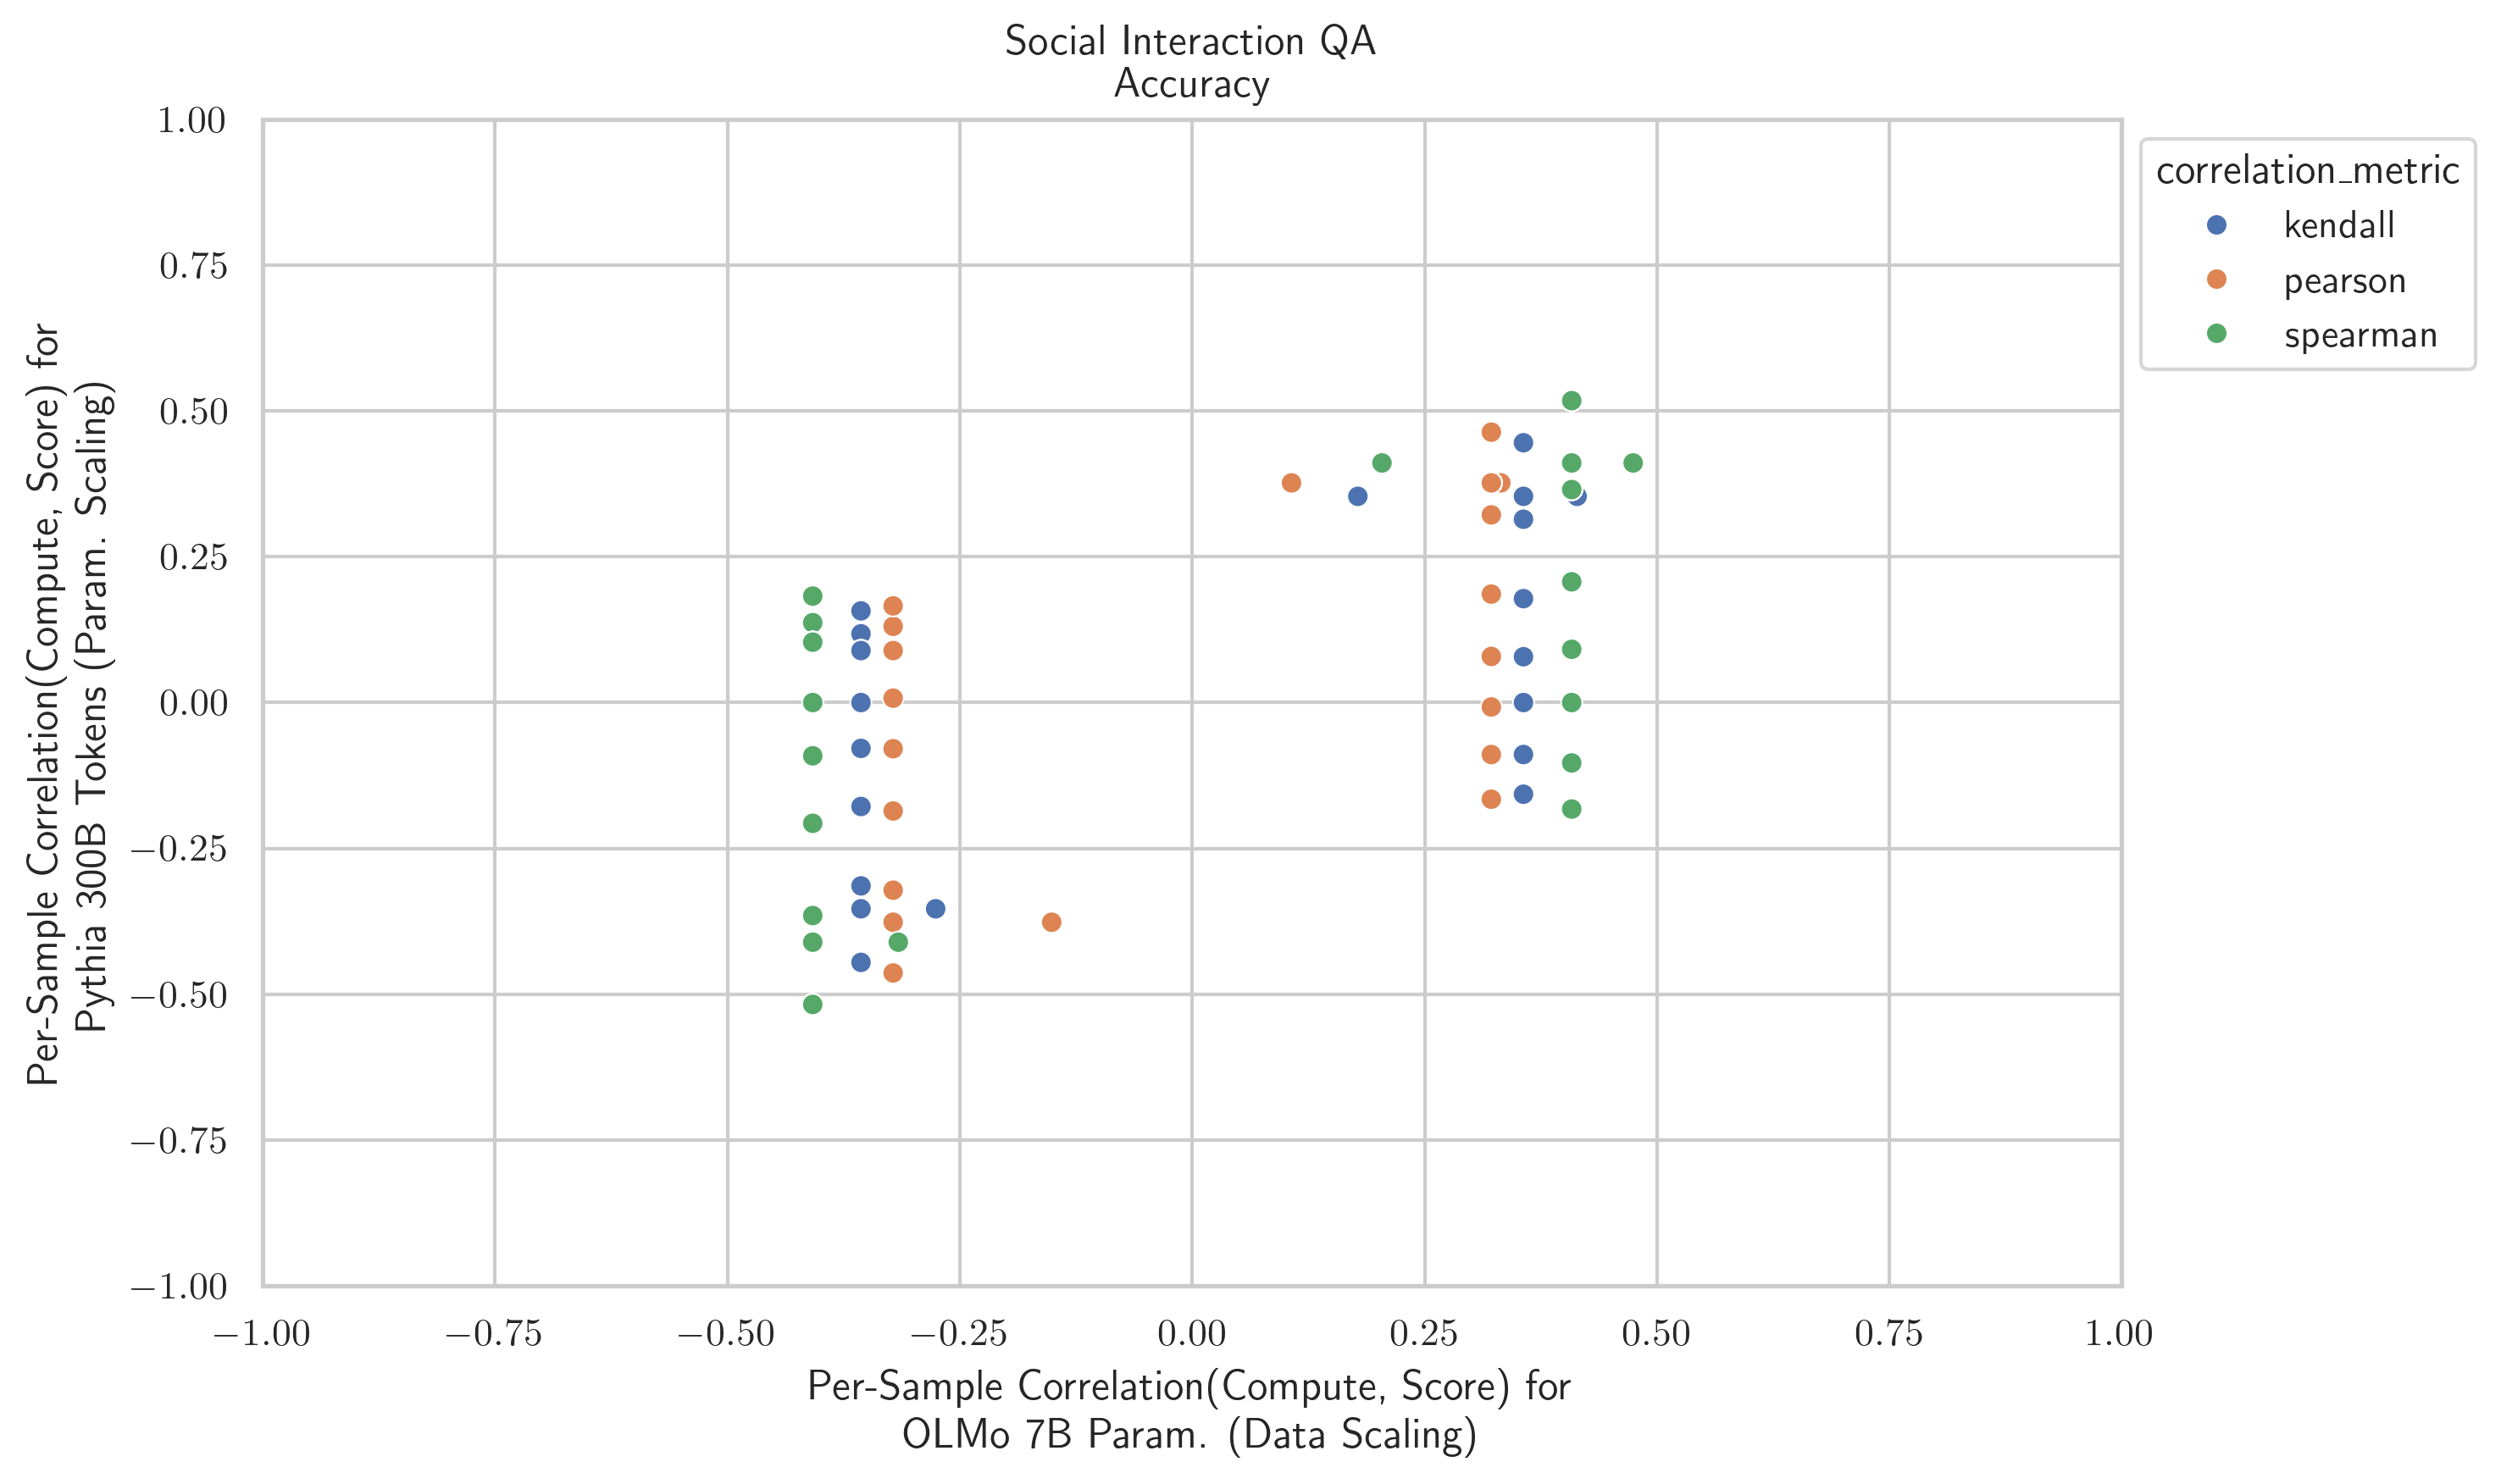 Social Interaction QA
Accuracy
1.00
0.75
0.50
0.25
0.00
−0.25
−0.50
−0.75
−1.00
Per-Sample Correlation(Compute, Score) for
Pythia 300B Tokens (Param. Scaling)
−1.00 −0.75 −0.50 −0.25 0.00 0.25 0.50 0.75 1.00
Per-Sample Correlation(Compute, Score) for
OLMo 7B Param. (Data Scaling)
correlation_metric
kendall
pearson
spearman